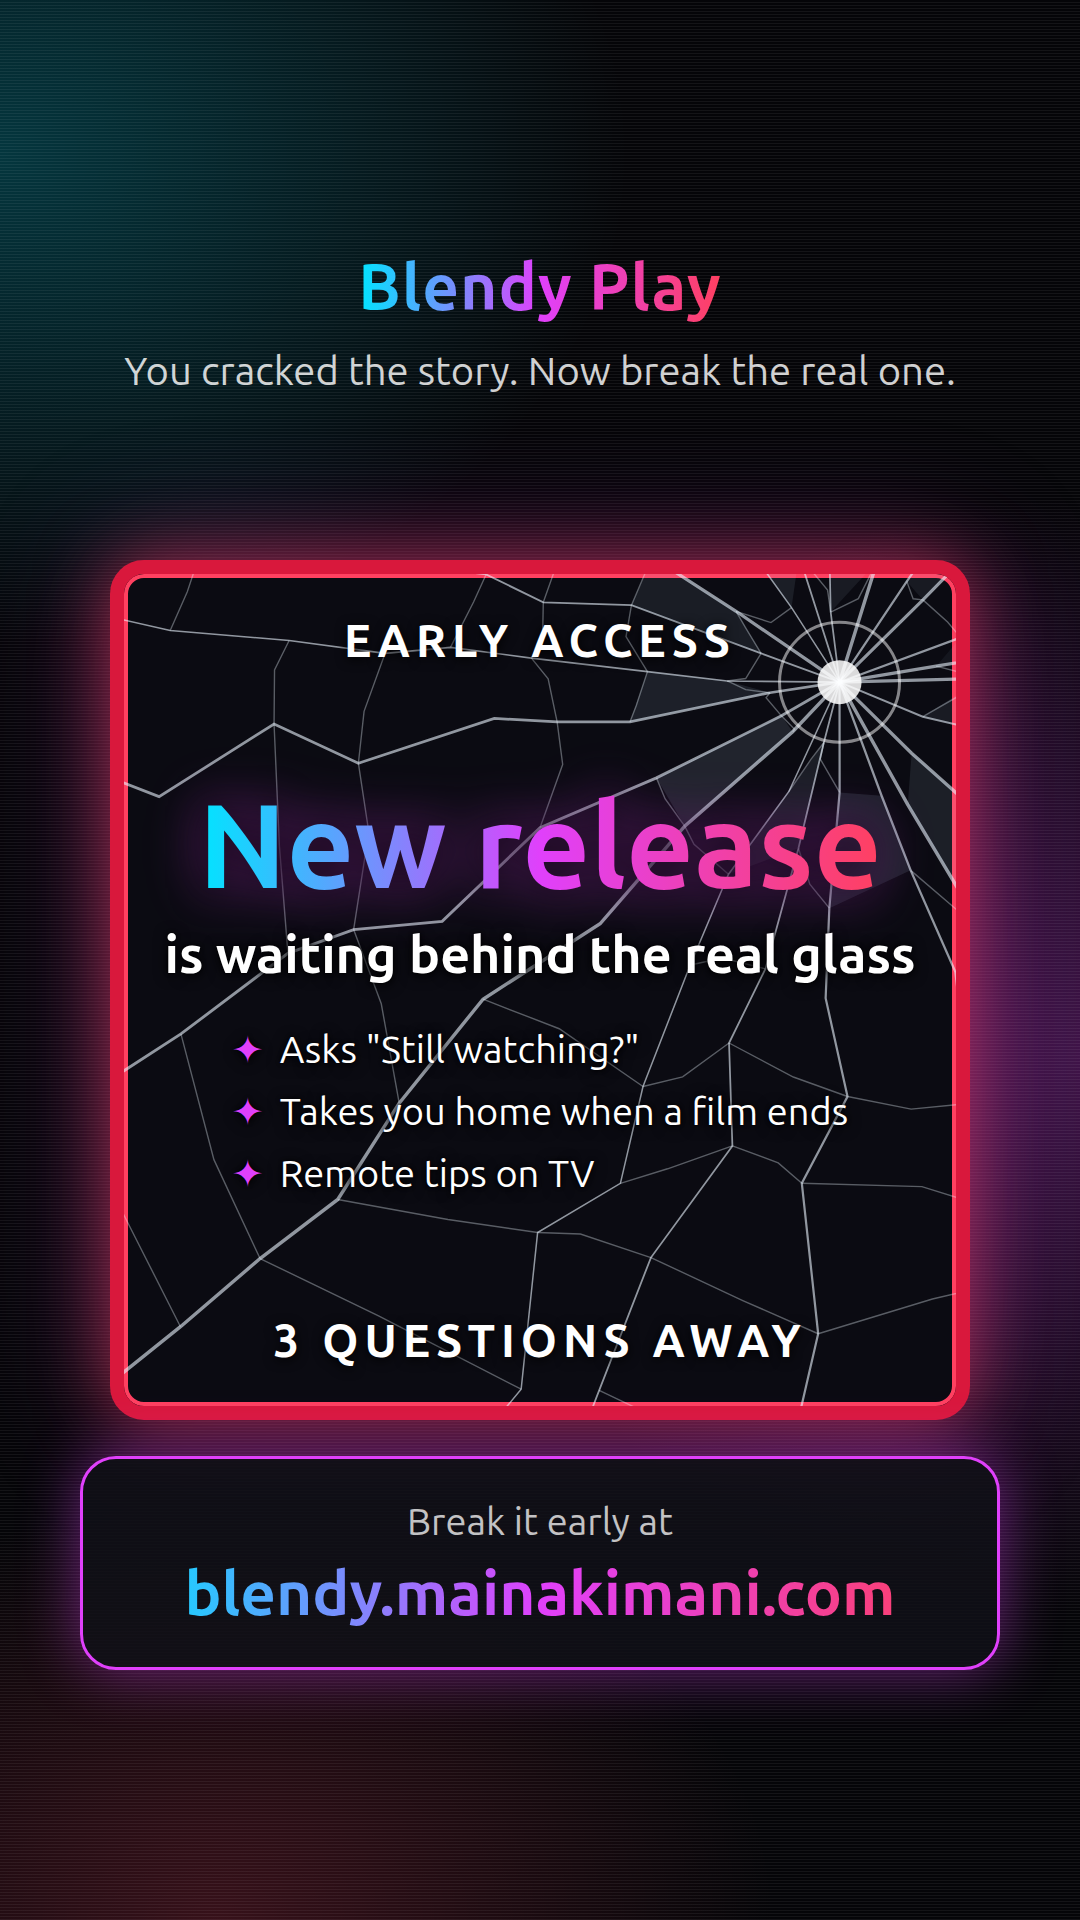 Blendy Play
You cracked the story. Now break the real one.
EARLY ACCESS
New release
is waiting behind the real glass
✦ Asks "Still watching?"
✦ Takes you home when a film ends
✦ Remote tips on TV
3 QUESTIONS AWAY
Break it early at
blendy.mainakimani.com